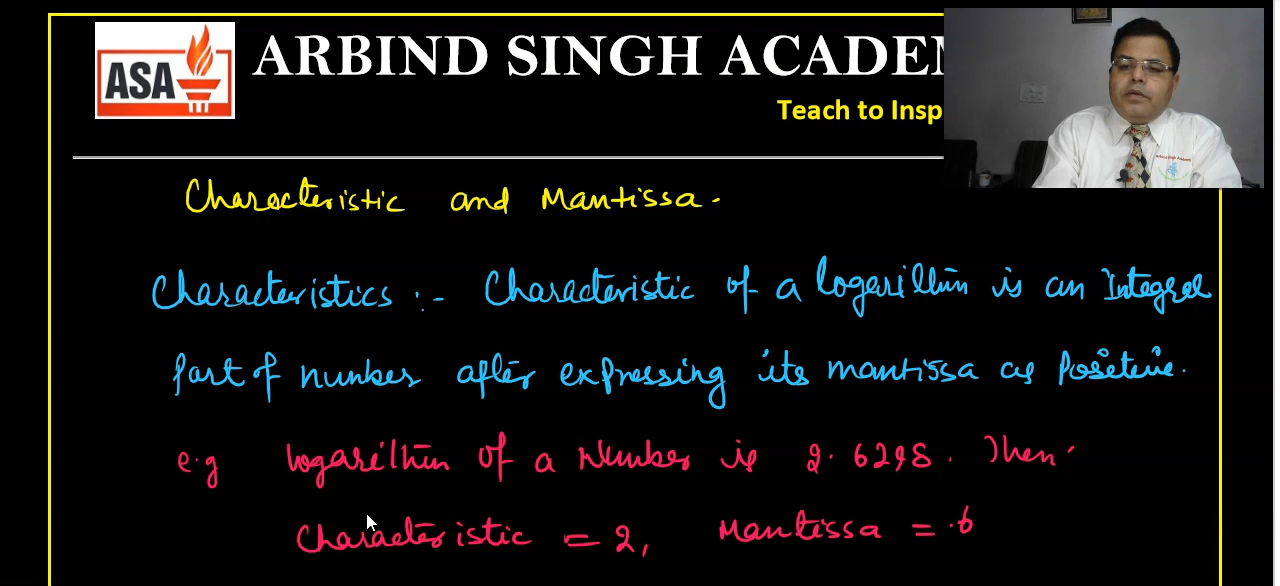 ASA
ARBIND SINGH ACADEM
Teach to Insp
Characteristic and Mantissa.
Characteristics :- Characteristic of a logarithm is an Integral
Part of number after expressing its mantissa as Positive.
e.g logarithm of a Number is 2.6298. Then
Characteristic = 2, Mantissa = .6